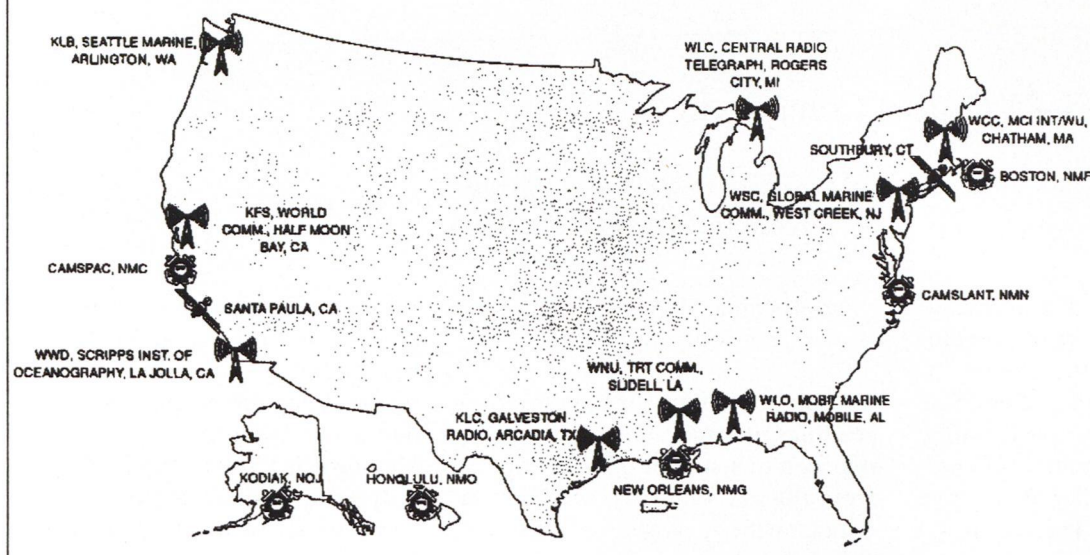 KLB, SEATTLE MARINE,
ARLINGTON, WA
WLC, CENTRAL RADIO
TELEGRAPH, ROGERS
CITY, MI
WCC, MCI INT/WU,
CHATHAM, MA
SOUTHBURY, CT
BOSTON, NMF
WSC, GLOBAL MARINE
COMM., WEST CREEK, NJ
KFS, WORLD
COMM., HALF MOON
BAY, CA
CAMSPAC, NMC
SANTA PAULA, CA
CAMSLANT, NMN
WWD, SCRIPPS INST. OF
OCEANOGRAPHY, LA JOLLA, CA
WNU, TRT COMM.,
SLIDELL, LA
WLO, MOBIL MARINE
RADIO, MOBILE, AL
KLC, GALVESTON
RADIO, ARCADIA, TX
KODIAK, NOJ
HONOLULU, NMO
NEW ORLEANS, NMG